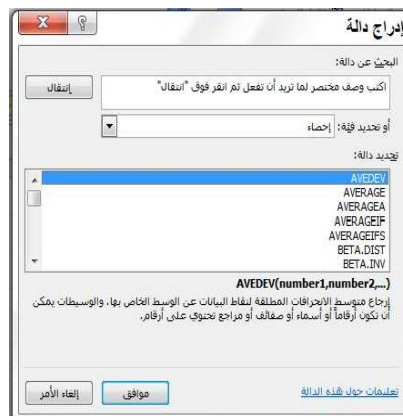 إدراج دالة
البحث عن دالة:
اكتب وصف مختصر لما تريد أن تفعل ثم انقر فوق "انتقال"
انتقال
أو تحديد فئة: إحصاء
تحديد دالة:
AVEDEV
AVERAGE
AVERAGEA
AVERAGEIF
AVERAGEIFS
BETA.DIST
BETA.INV
AVEDEV(number1,number2,...)
إرجاع متوسط الانحرافات المطلقة لنقاط البيانات عن الوسط الخاص بها. والوسيطات يمكن
أن تكون أرقاماً أو أسماء أو صفائف أو مراجع تحتوي على أرقام.
تعليمات حول هذه الدالة
موافق
إلغاء الأمر